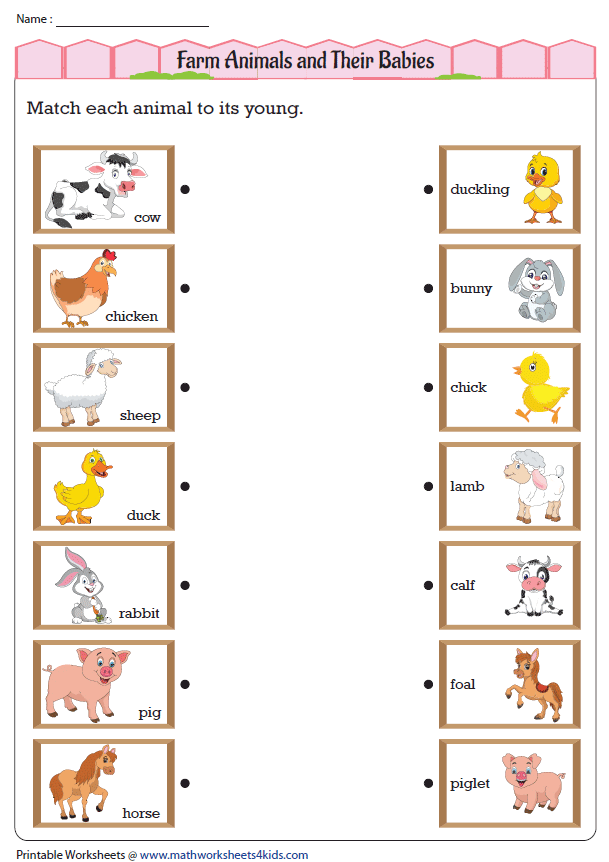 Name :
Farm Animals and Their Babies
Match each animal to its young.
cow
duckling
chicken
bunny
sheep
chick
duck
lamb
rabbit
calf
pig
foal
horse
piglet
Printable Worksheets @ www.mathworksheets4kids.com